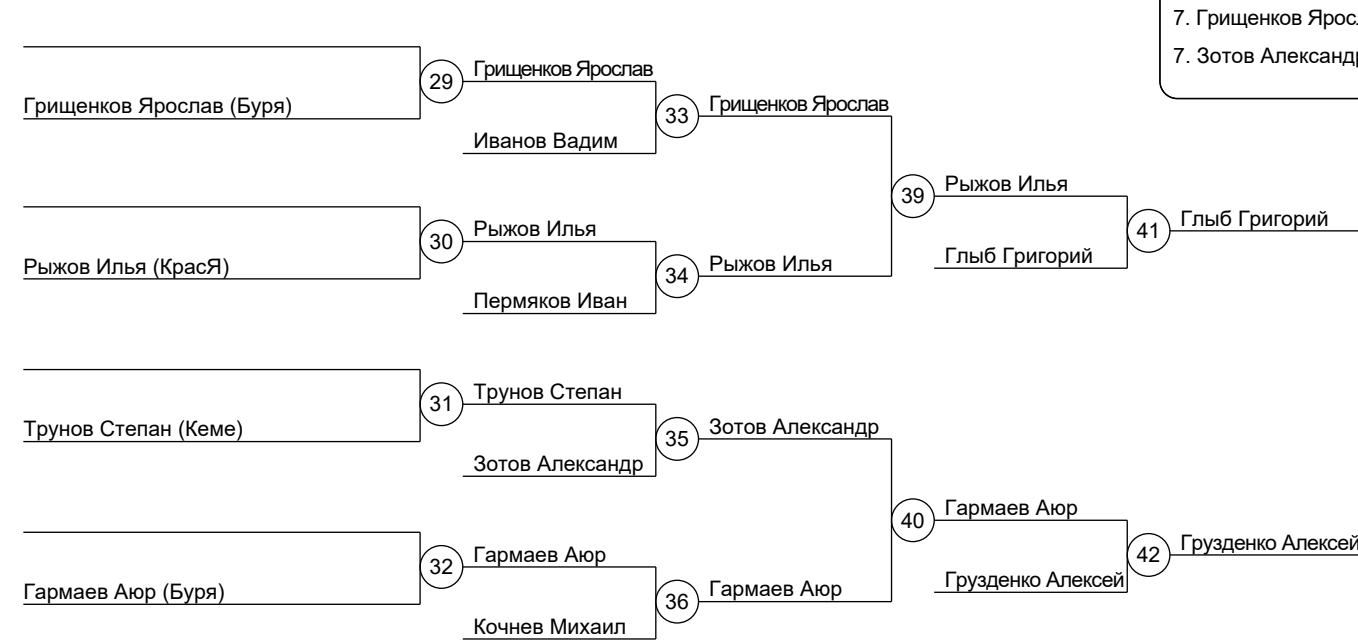 7. Грищенков Яросл
7. Зотов Александр
29
Грищенков Ярослав
Грищенков Ярослав (Буря)
33
Грищенков Ярослав
Иванов Вадим
39
Рыжов Илья
30
Рыжов Илья
Рыжов Илья (КрасЯ)
34
Рыжов Илья
Пермяков Иван
Глыб Григорий
41
Глыб Григорий
31
Трунов Степан
Трунов Степан (Кеме)
35
Зотов Александр
Зотов Александр
40
Гармаев Аюр
32
Гармаев Аюр
Гармаев Аюр (Буря)
36
Гармаев Аюр
Кочнев Михаил
Грузденко Алексей
42
Грузденко Алексей